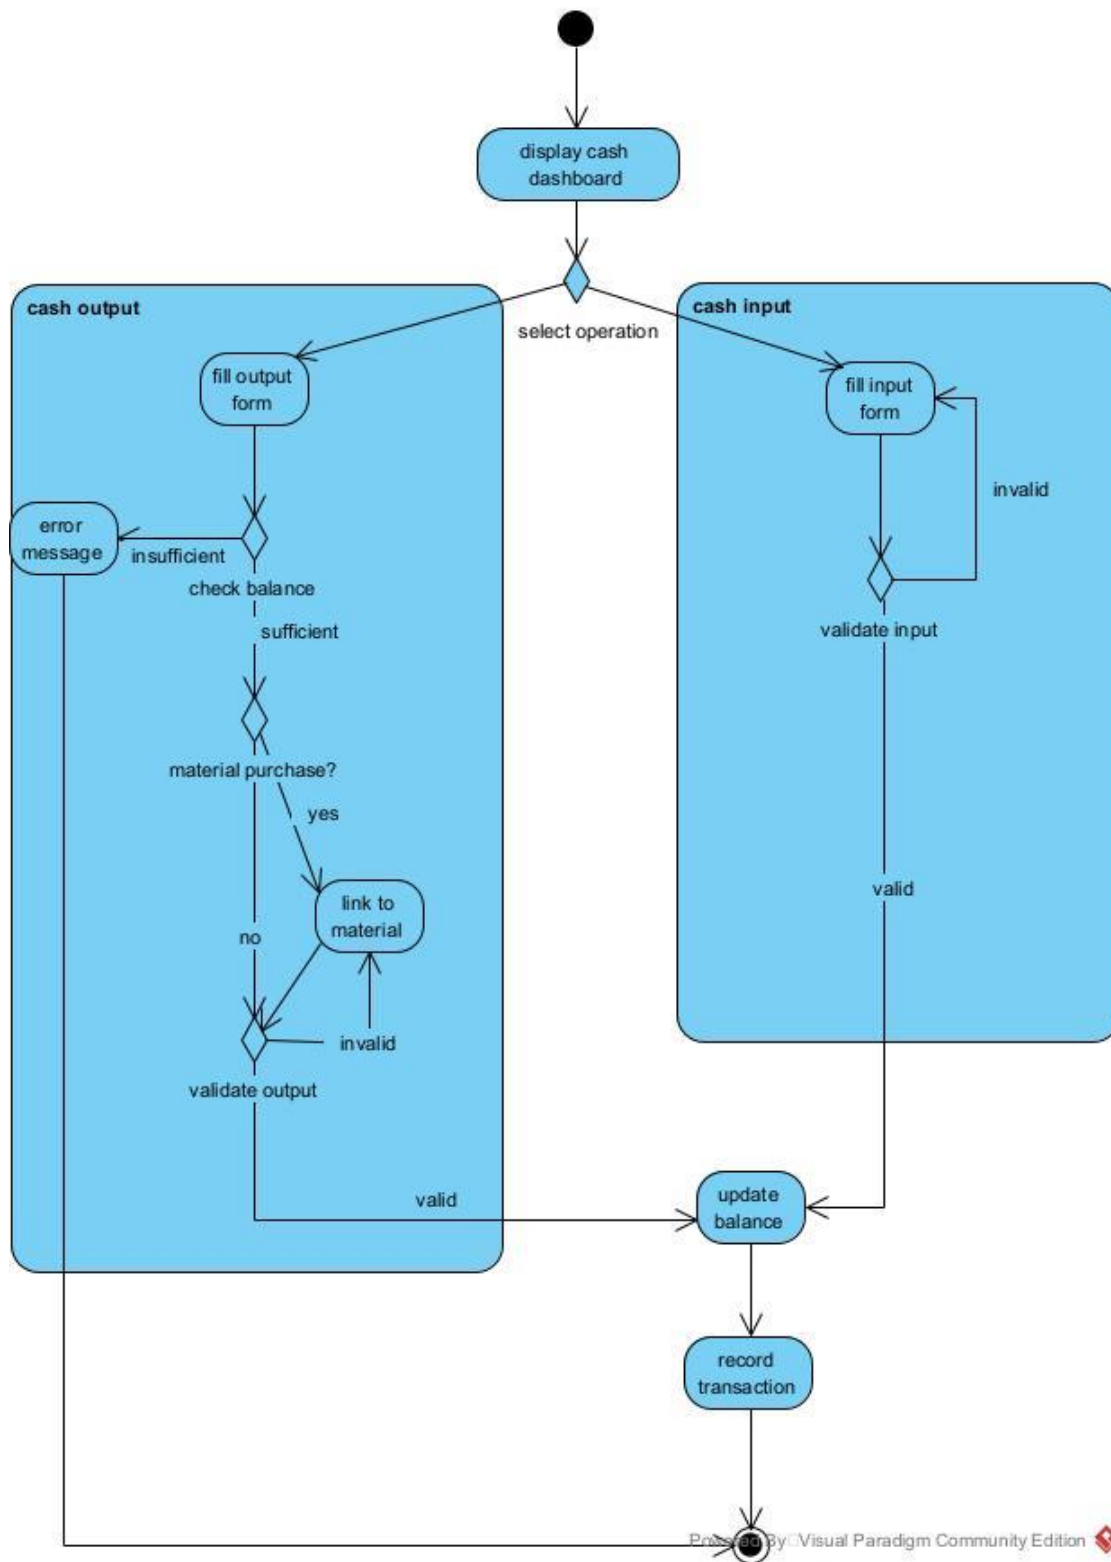 display cash
dashboard
cash output
cash input
select operation
fill output
form
fill input
form
invalid
error
message
insufficient
check balance
sufficient
validate input
material purchase?
yes
valid
link to
material
no
invalid
validate output
valid
update
balance
record
transaction
Powered By Visual Paradigm Community Edition